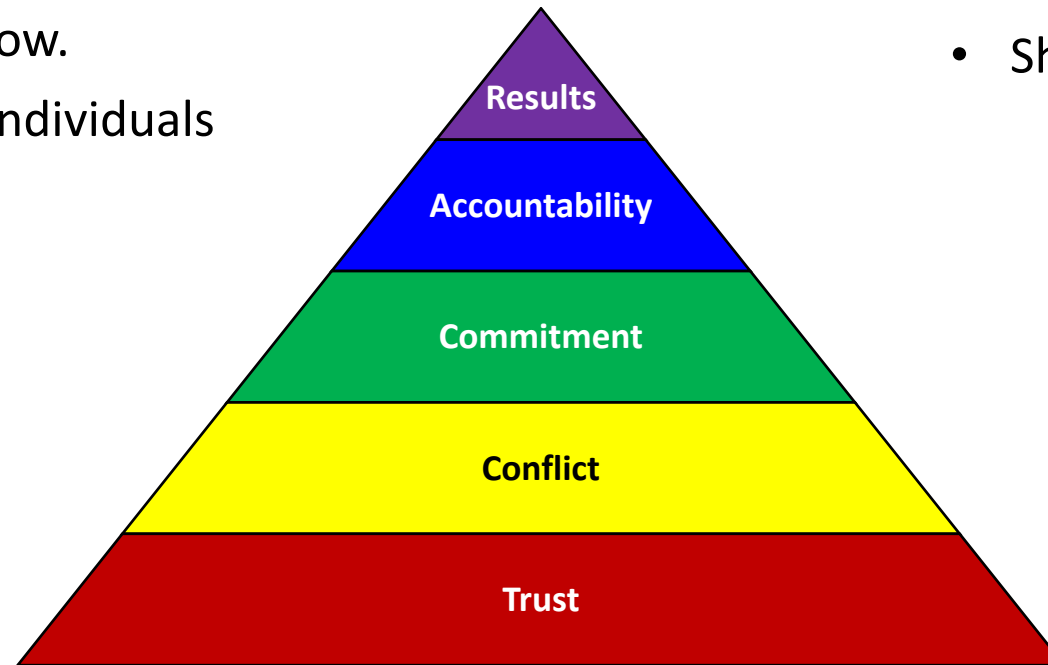 ow.
ndividuals
• Sh
Results
Accountability
Commitment
Conflict
Trust